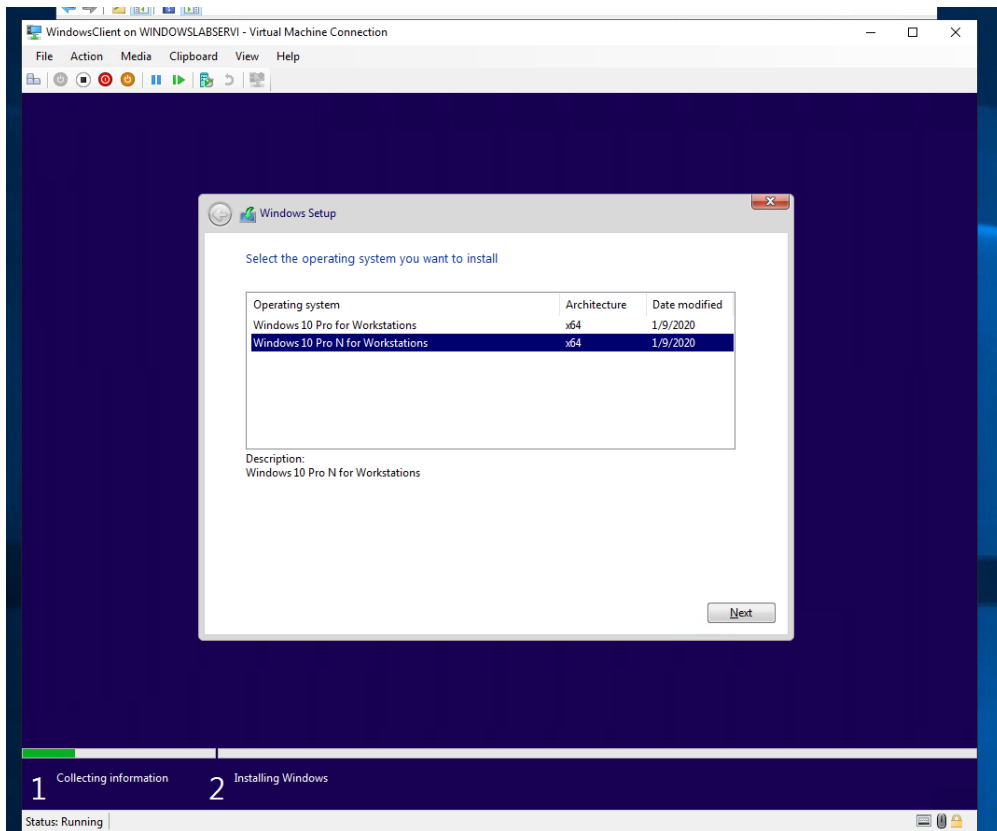 WindowsClient on WINDOWSLABSERVI - Virtual Machine Connection
File Action Media Clipboard View Help
Windows Setup
X
Select the operating system you want to install
Operating system Architecture Date modified
Windows 10 Pro for Workstations x64 1/9/2020
Windows 10 Pro N for Workstations x64 1/9/2020
Description:
Windows 10 Pro N for Workstations
Next
1 Collecting information 2 Installing Windows
Status: Running